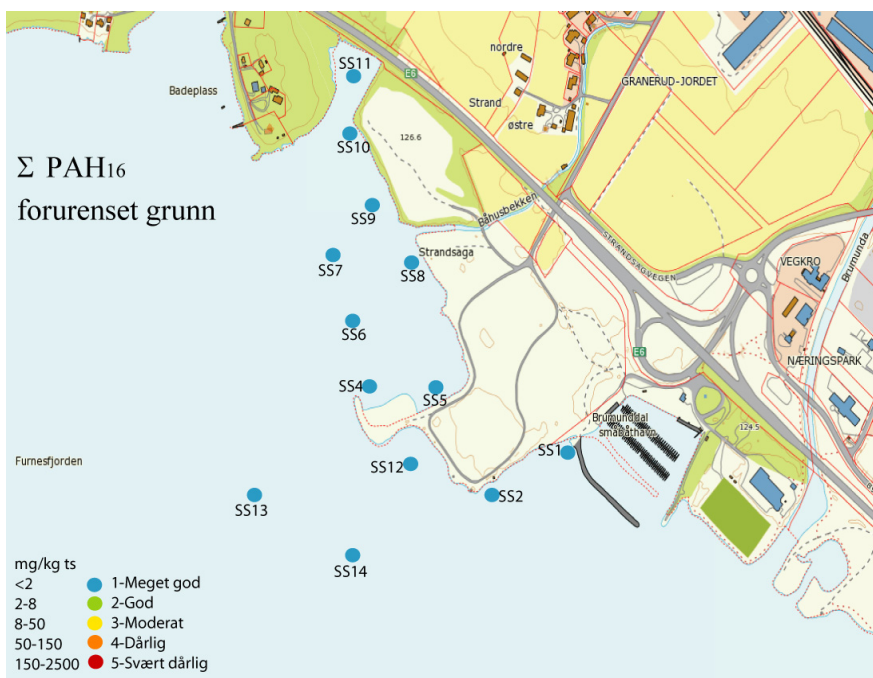 Σ PAH16
forurenset grunn
Badeplass
SS11
E6
nordre
GRANERUD-JORDET
Strand
østre
126.6
SS10
SS9
Båhusbekken
Strandsaga
SS7
SS8
STRANDSAGVEGEN
VEGKRO
Brumunda
SS6
E6
NÆRINGSPARK
SS4
SS5
Brumunddal
småbåthavn
124.5
SS1
Furnesfjorden
SS12
SS2
SS13
SS14
mg/kg ts
<2 1-Meget god
2-8 2-God
8-50 3-Moderat
50-150 4-Dårlig
150-2500 5-Svært dårlig